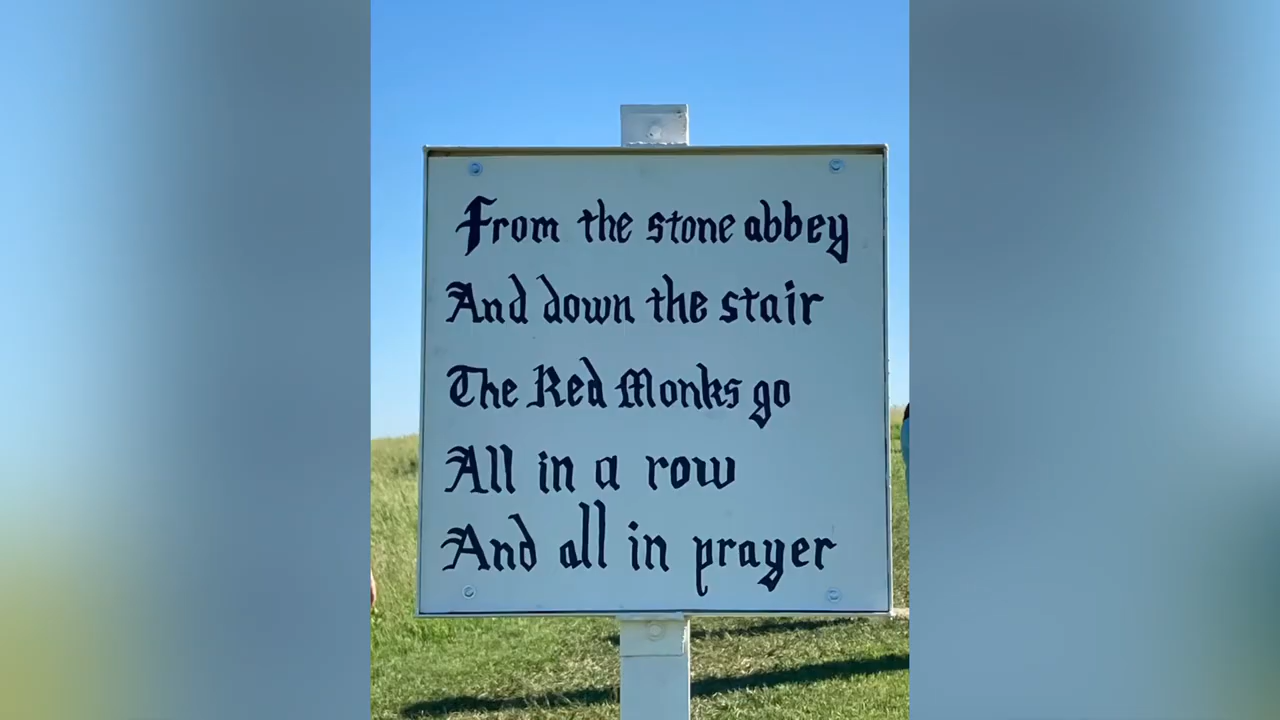 From the stone abbey
And down the stair
The Red Monks go
All in a row
And all in prayer